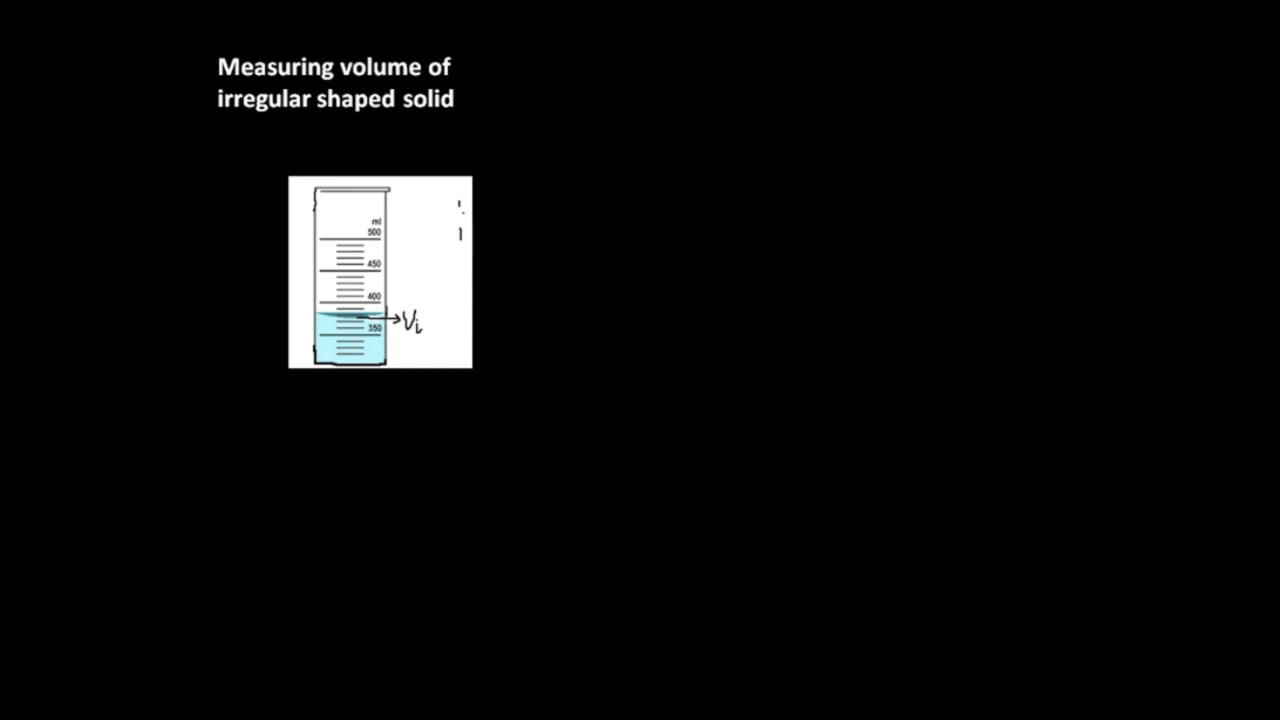 Measuring volume of
irregular shaped solid
ml
500
450
400
Vi
350